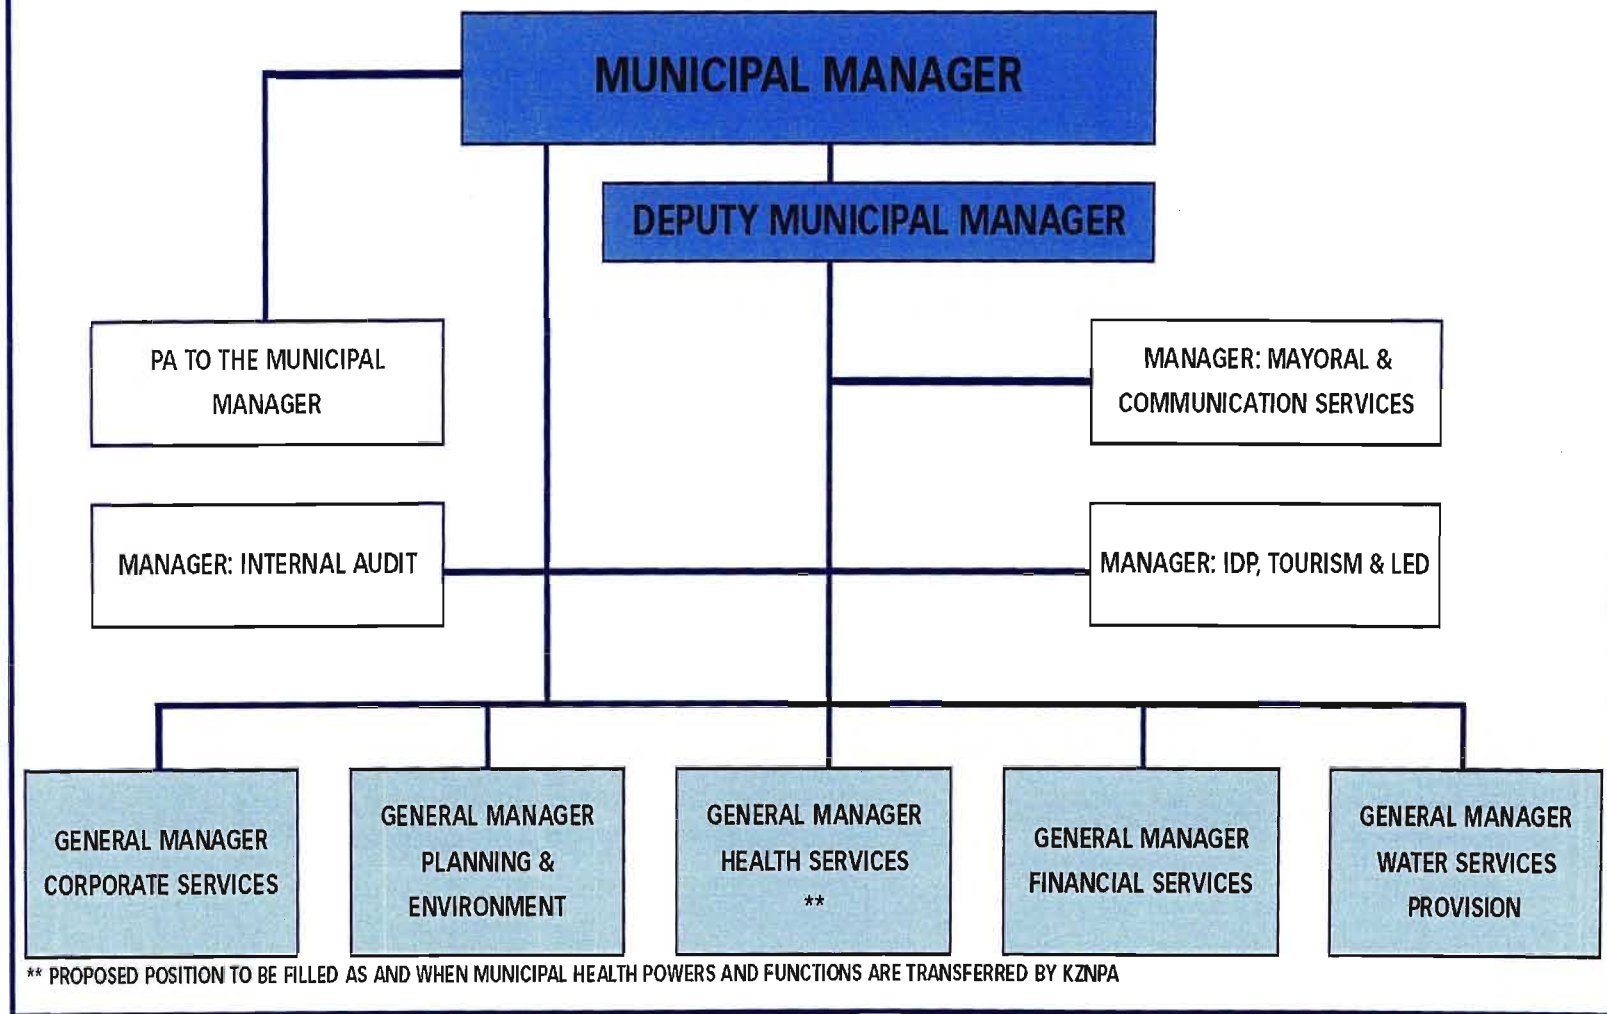 MUNICIPAL MANAGER
DEPUTY MUNICIPAL MANAGER
PA TO THE MUNICIPAL
MANAGER
MANAGER: MAYORAL &
COMMUNICATION SERVICES
MANAGER: INTERNAL AUDIT
MANAGER: IDP, TOURISM & LED
GENERAL MANAGER
CORPORATE SERVICES
GENERAL MANAGER
PLANNING &
ENVIRONMENT
GENERAL MANAGER
HEALTH SERVICES
**
GENERAL MANAGER
FINANCIAL SERVICES
GENERAL MANAGER
WATER SERVICES
PROVISION
** PROPOSED POSITION TO BE FILLED AS AND WHEN MUNICIPAL HEALTH POWERS AND FUNCTIONS ARE TRANSFERRED BY KZNPA